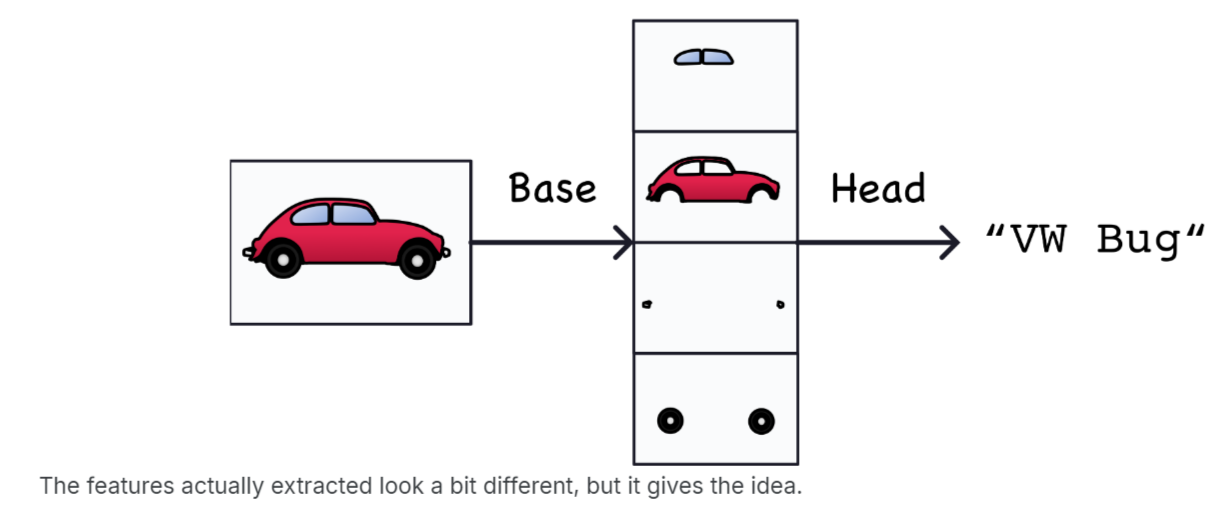 Base
Head
“VW Bug“
The features actually extracted look a bit different, but it gives the idea.